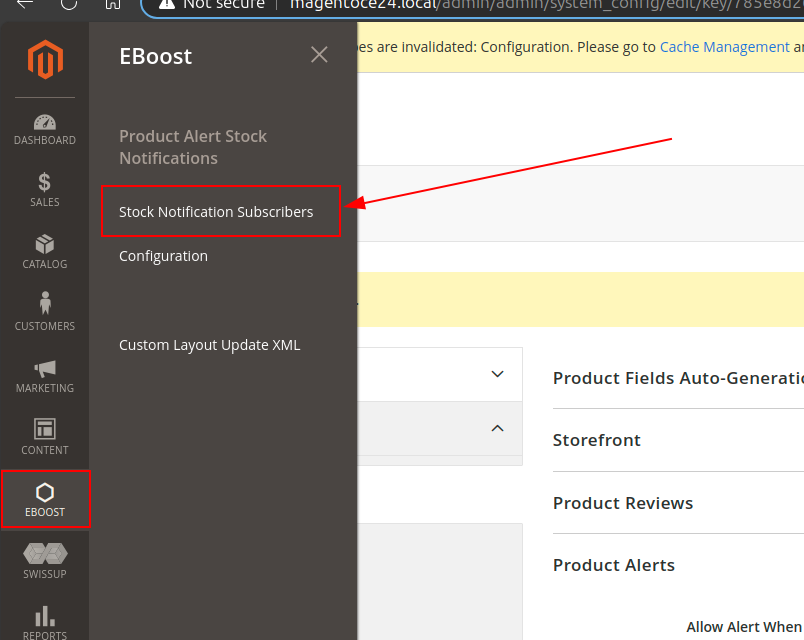 Not secure magentoce24.local/admin/admin/system_config/edit/key/785e8d2
es are invalidated: Configuration. Please go to Cache Management an
EBoost
Product Alert Stock
Notifications
Stock Notification Subscribers
Configuration
Custom Layout Update XML
DASHBOARD
SALES
CATALOG
CUSTOMERS
MARKETING
CONTENT
EBOOST
SWISSUP
REPORTS
Product Fields Auto-Generatio
Storefront
Product Reviews
Product Alerts
Allow Alert When